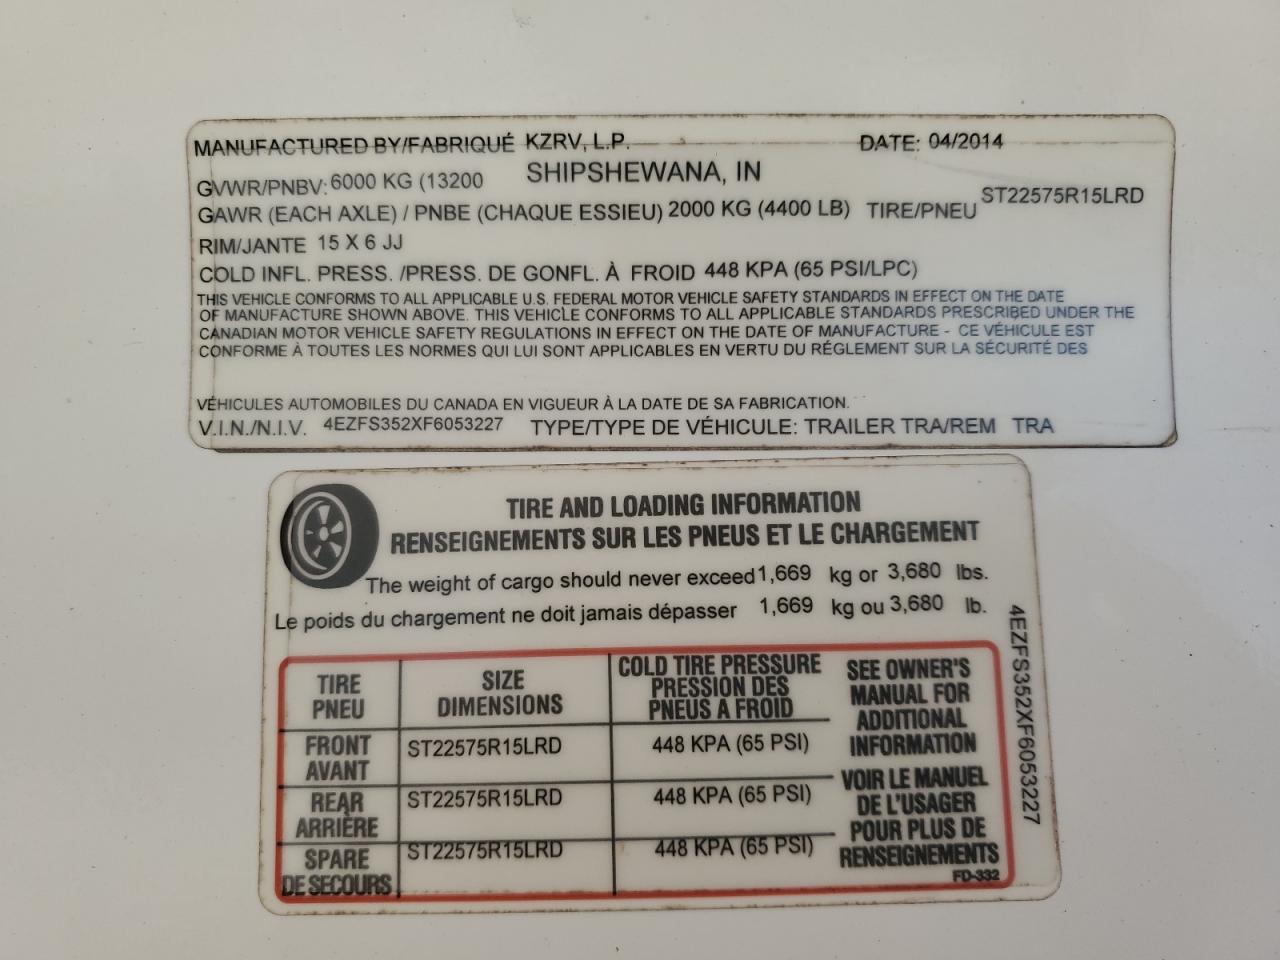 MANUFACTURED BY/FABRIQUÉ KZRV, L.P. DATE: 04/2014
SHIPSHEWANA, IN
GVWR/PNBV: 6000 KG (13200
GAWR (EACH AXLE) / PNBE (CHAQUE ESSIEU) 2000 KG (4400 LB) TIRE/PNEU ST22575R15LRD
RIM/JANTE 15 X 6 JJ
COLD INFL. PRESS. /PRESS. DE GONFL. À FROID 448 KPA (65 PSI/LPC)
THIS VEHICLE CONFORMS TO ALL APPLICABLE U.S. FEDERAL MOTOR VEHICLE SAFETY STANDARDS IN EFFECT ON THE DATE
OF MANUFACTURE SHOWN ABOVE. THIS VEHICLE CONFORMS TO ALL APPLICABLE STANDARDS PRESCRIBED UNDER THE
CANADIAN MOTOR VEHICLE SAFETY REGULATIONS IN EFFECT ON THE DATE OF MANUFACTURE - CE VÉHICULE EST
CONFORME À TOUTES LES NORMES QUI LUI SONT APPLICABLES EN VERTU DU RÉGLEMENT SUR LA SÉCURITÉ DES
VÉHICULES AUTOMOBILES DU CANADA EN VIGUEUR À LA DATE DE SA FABRICATION.
V.I.N./N.I.V. 4EZFS352XF6053227 TYPE/TYPE DE VÉHICULE: TRAILER TRA/REM TRA
TIRE AND LOADING INFORMATION
RENSEIGNEMENTS SUR LES PNEUS ET LE CHARGEMENT
The weight of cargo should never exceed 1,669 kg or 3,680 lbs.
Le poids du chargement ne doit jamais dépasser 1,669 kg ou 3,680 lb.
TIRE
PNEU
SIZE
DIMENSIONS
COLD TIRE PRESSURE
PRESSION DES
PNEUS A FROID
FRONT
AVANT
ST22575R15LRD
448 KPA (65 PSI)
REAR
ARRIÈRE
ST22575R15LRD
448 KPA (65 PSI)
SPARE
DE SECOURS
ST22575R15LRD
448 KPA (65 PSI)
SEE OWNER'S
MANUAL FOR
ADDITIONAL
INFORMATION
VOIR LE MANUEL
DE L'USAGER
POUR PLUS DE
RENSEIGNEMENTS
FD-332
4EZFS352XF6053227